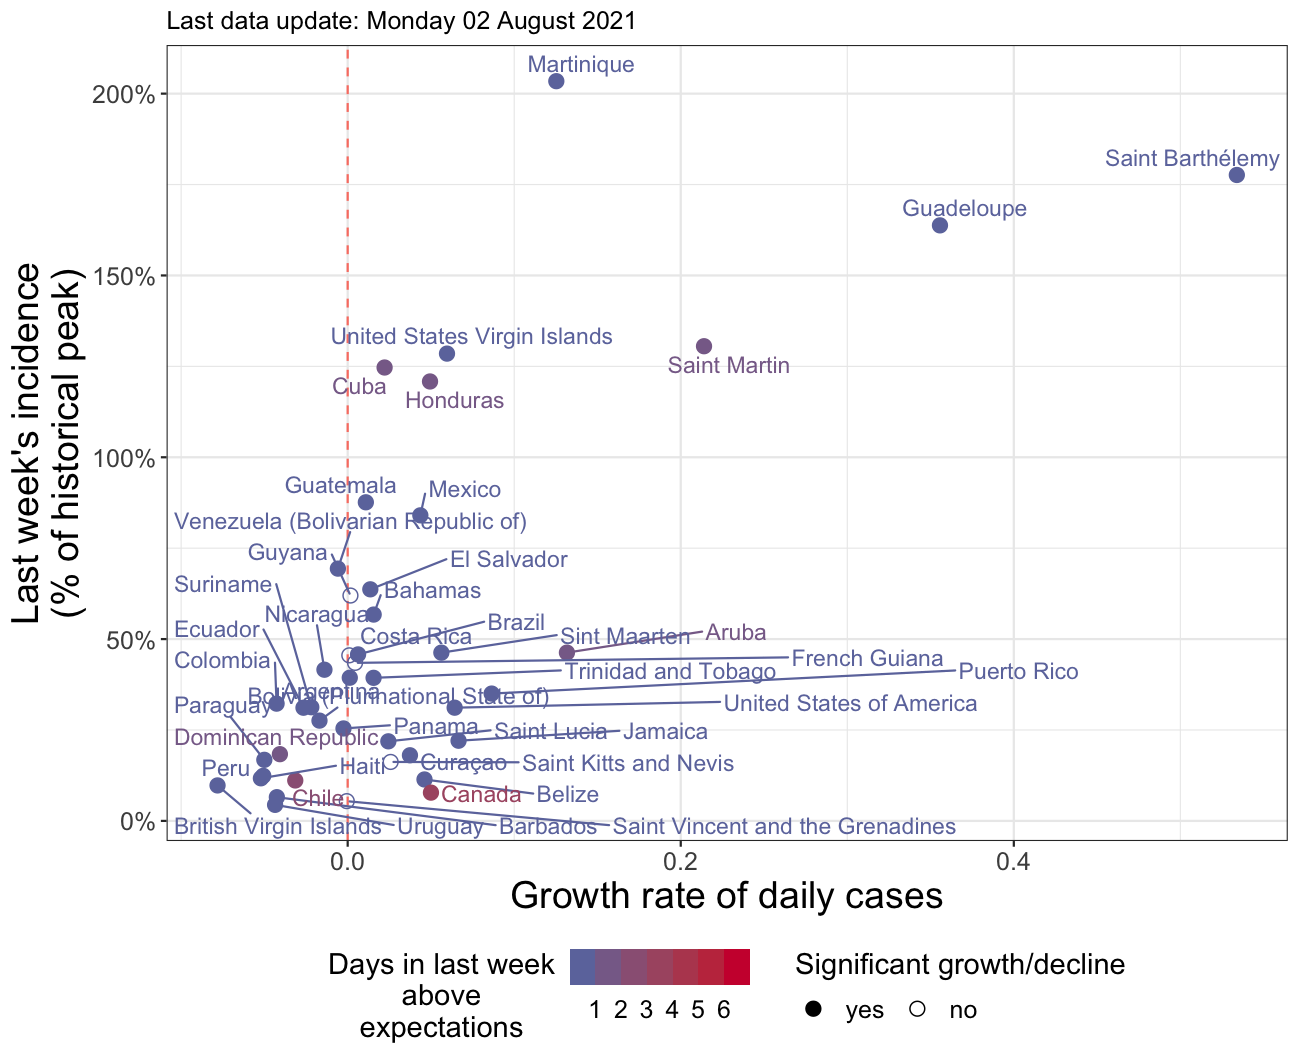 Last data update: Monday 02 August 2021
Martinique
200%
Saint Barthélemy
Guadeloupe
150%
United States Virgin Islands
Saint Martin
Cuba
Honduras
100%
Guatemala
Mexico
Venezuela (Bolivarian Republic of)
Guyana
El Salvador
Suriname
Bahamas
Nicaragua
Brazil
Ecuador
Costa Rica
Sint Maarten
Aruba
50%
Colombia
French Guiana
Trinidad and Tobago
Puerto Rico
Argentina
Bolivia (Plurinational State of)
Paraguay
United States of America
Panama
Saint Lucia
Jamaica
Dominican Republic
Peru
Haiti
Curaçao
Saint Kitts and Nevis
Chile
Canada
Belize
0%
British Virgin Islands
Uruguay
Barbados
Saint Vincent and the Grenadines
Last week's incidence
(% of historical peak)
0.0
0.2
0.4
Growth rate of daily cases
Days in last week
above
expectations
1 2 3 4 5 6
Significant growth/decline
yes
no